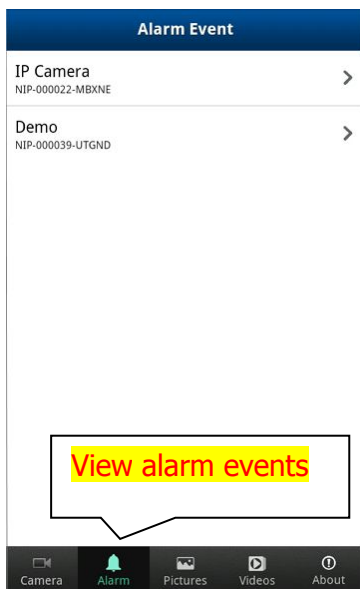 Alarm Event
IP Camera
NIP-000022-MBXNE
Demo
NIP-000039-UTGND
View alarm events
Camera Alarm Pictures Videos About